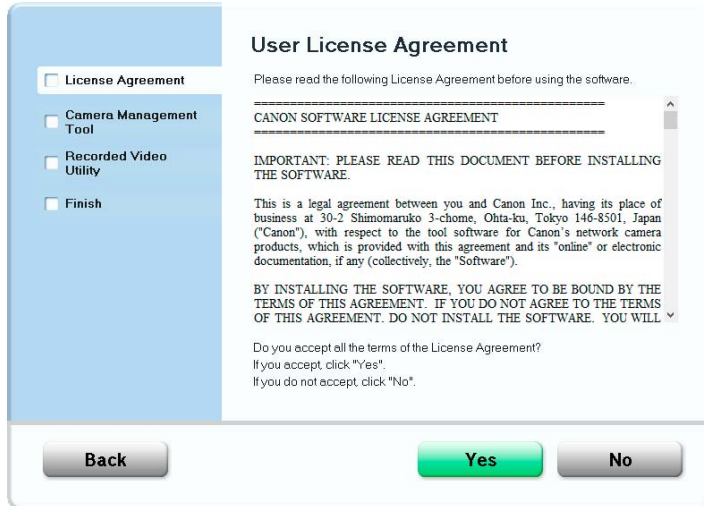 User License Agreement
License Agreement
Camera Management
Tool
Recorded Video
Utility
Finish
Please read the following License Agreement before using the software.
=================================================
CANON SOFTWARE LICENSE AGREEMENT
=================================================
IMPORTANT: PLEASE READ THIS DOCUMENT BEFORE INSTALLING
THE SOFTWARE.
This is a legal agreement between you and Canon Inc., having its place of
business at 30-2 Shimomaruko 3-chome, Ohta-ku, Tokyo 146-8501, Japan
("Canon"), with respect to the tool software for Canon's network camera
products, which is provided with this agreement and its "online" or electronic
documentation, if any (collectively, the "Software").
BY INSTALLING THE SOFTWARE, YOU AGREE TO BE BOUND BY THE
TERMS OF THIS AGREEMENT. IF YOU DO NOT AGREE TO THE TERMS
OF THIS AGREEMENT. DO NOT INSTALL THE SOFTWARE. YOU WILL
Do you accept all the terms of the License Agreement?
If you accept, click "Yes".
If you do not accept, click "No".
Back
Yes
No